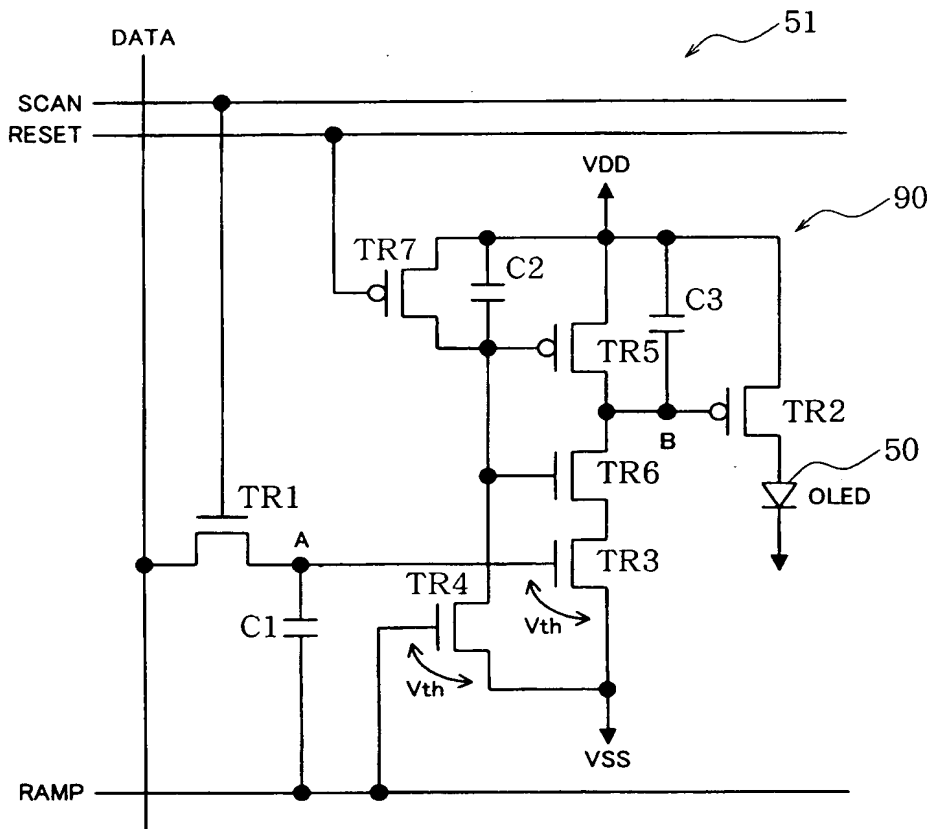 51
DATA
SCAN
RESET
VDD
90
TR7
C2
C3
TR5
TR2
B
TR6
50
OLED
TR1
A
TR3
TR4
C1
Vth
Vth
VSS
RAMP